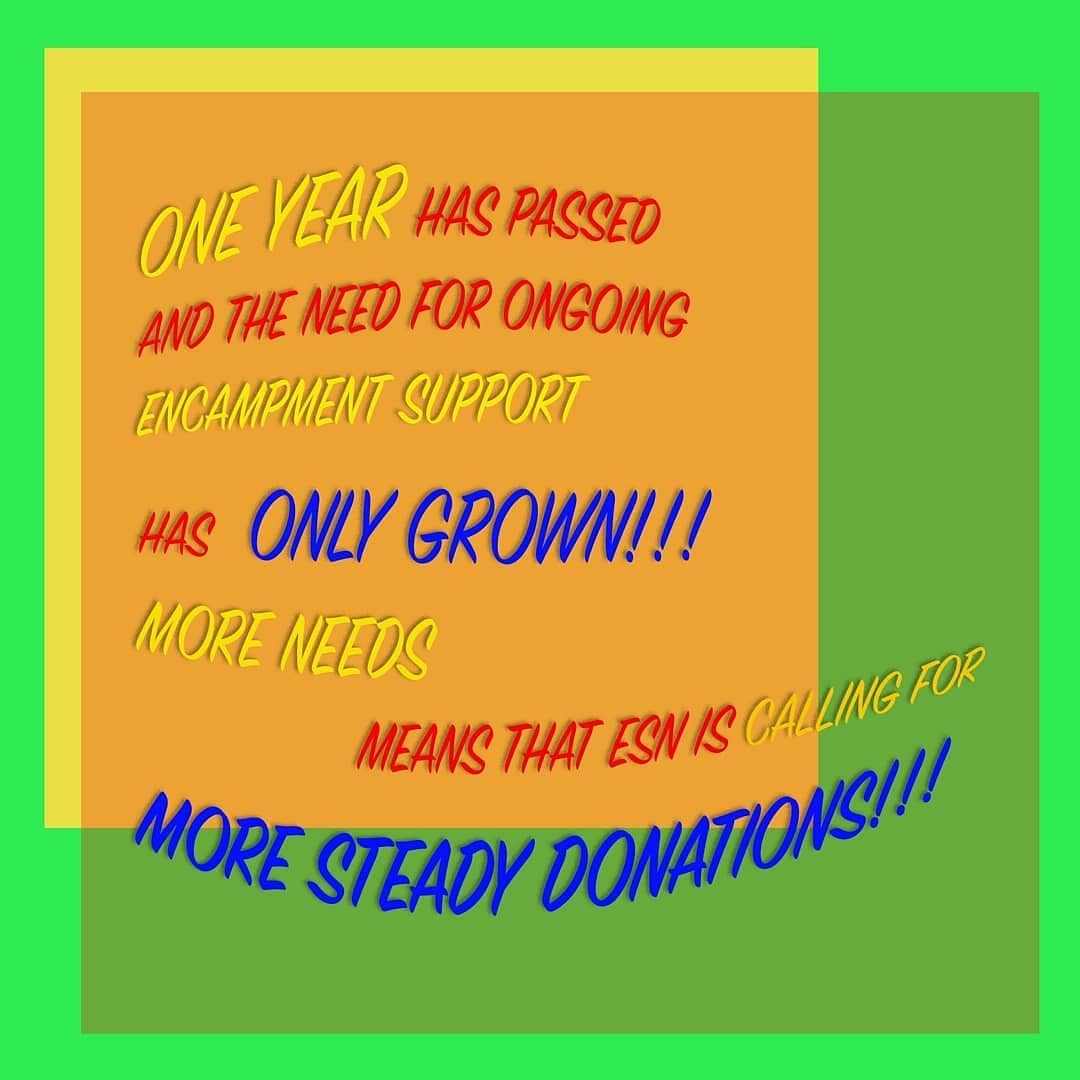 ONE YEAR HAS PASSED
AND THE NEED FOR ONGOING
ENCAMPMENT SUPPORT
HAS ONLY GROWN!!!
MORE NEEDS
MEANS THAT ESN IS CALLING FOR
MORE STEADY DONATIONS!!!